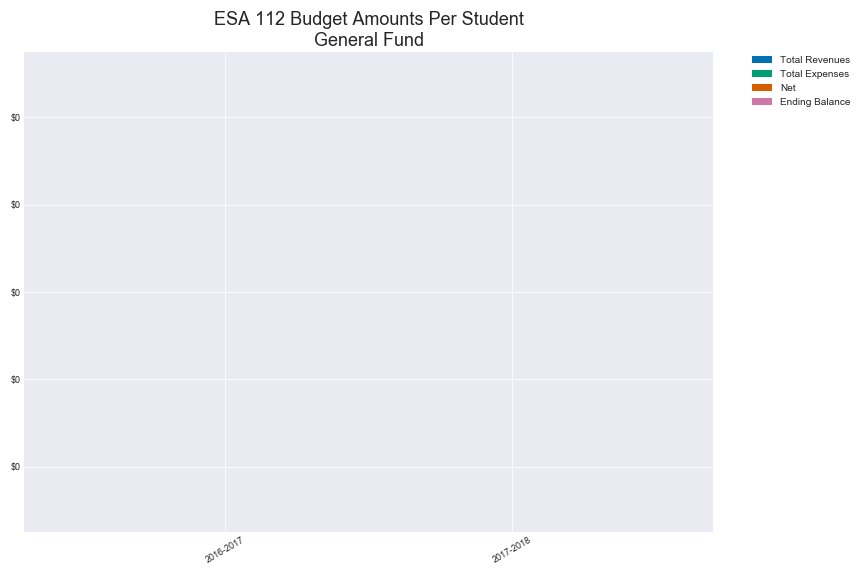 ESA 112 Budget Amounts Per Student
General Fund
Total Revenues
Total Expenses
Net
Ending Balance
$0
$0
$0
$0
$0
2016-2017
2017-2018